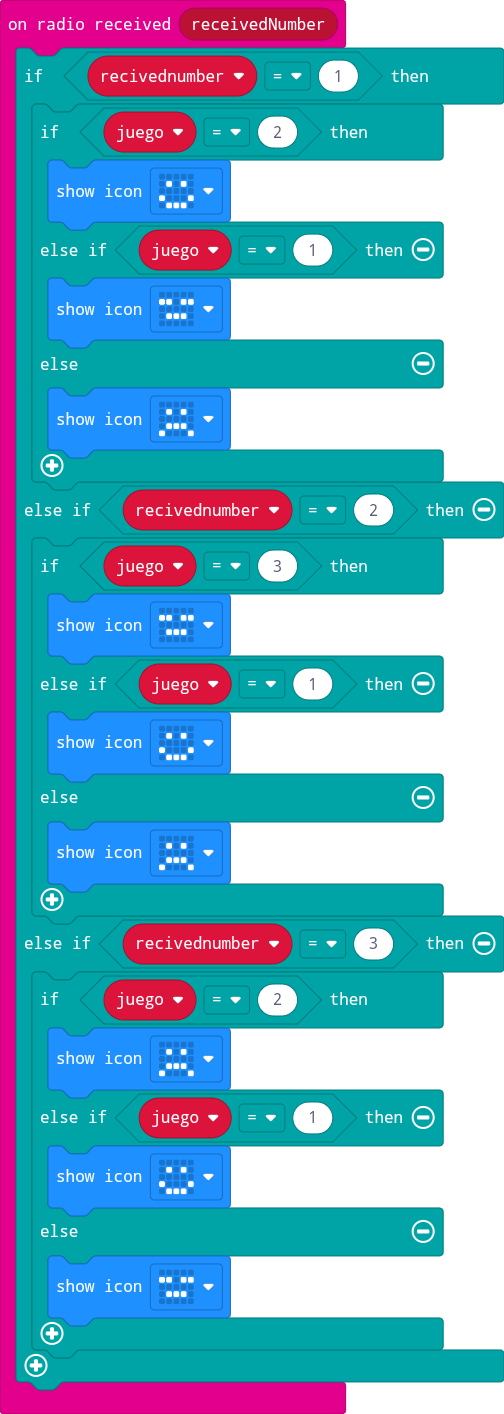 on radio received receivedNumber
if recivednumber = 1 then
if juego = 2 then
show icon
else if juego = 1 then
show icon
else
show icon
else if recivednumber = 2 then
if juego = 3 then
show icon
else if juego = 1 then
show icon
else
show icon
else if recivednumber = 3 then
if juego = 2 then
show icon
else if juego = 1 then
show icon
else
show icon